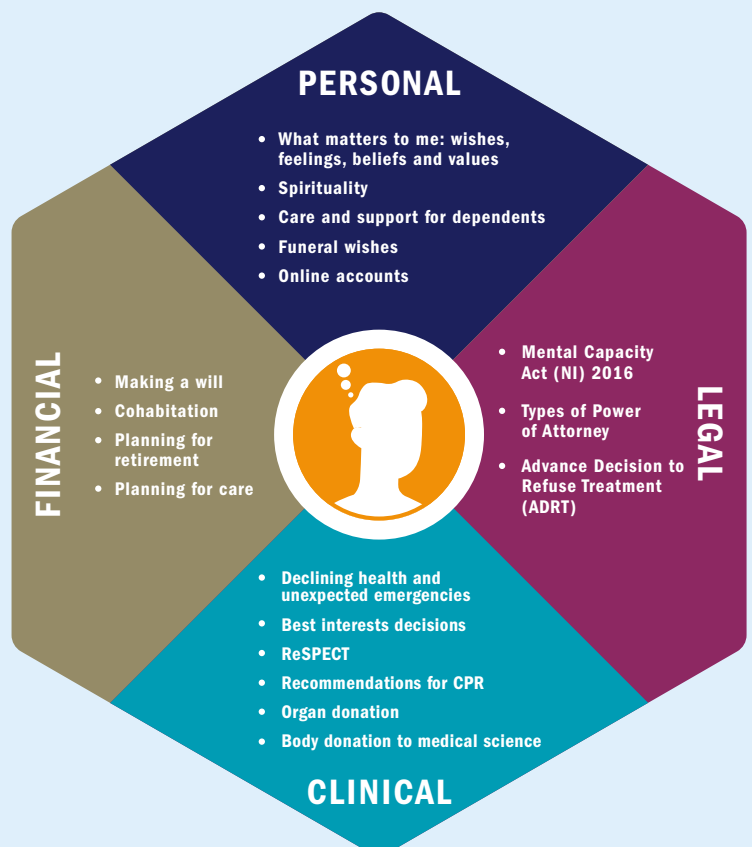 PERSONAL
• What matters to me: wishes,
feelings, beliefs and values
• Spirituality
• Care and support for dependents
• Funeral wishes
• Online accounts
FINANCIAL
• Making a will
• Cohabitation
• Planning for
retirement
• Planning for care
• Mental Capacity
Act (NI) 2016
• Types of Power
of Attorney
• Advance Decision to
Refuse Treatment
(ADRT)
LEGAL
• Declining health and
unexpected emergencies
• Best interests decisions
• ReSPECT
• Recommendations for CPR
• Organ donation
• Body donation to medical science
CLINICAL